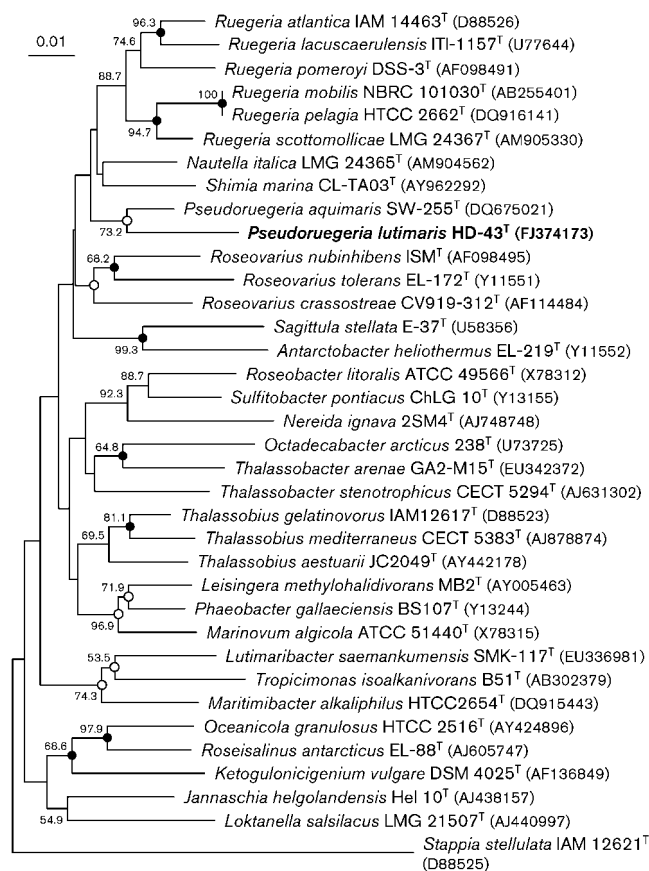 96.3
Ruegeria atlantica IAM 14463T (D88526)
0.01
74.6
Ruegeria lacuscaerulensis ITI-1157T (U77644)
88.7
Ruegeria pomeroyi DSS-3T (AF098491)
100
Ruegeria mobilis NBRC 101030T (AB255401)
Ruegeria pelagia HTCC 2662T (DQ916141)
94.7
Ruegeria scottomollicae LMG 24367T (AM905330)
Nautella italica LMG 24365T (AM904562)
Shimia marina CL-TA03T (AY962292)
Pseudoruegeria aquimaris SW-255T (DQ675021)
73.2
Pseudoruegeria lutimaris HD-43T (FJ374173)
68.2
Roseovarius nubinhibens ISMT (AF098495)
Roseovarius tolerans EL-172T (Y11551)
Roseovarius crassostreae CV919-312T (AF114484)
Sagittula stellata E-37T (U58356)
99.3
Antarctobacter heliothermus EL-219T (Y11552)
88.7
Roseobacter litoralis ATCC 49566T (X78312)
92.3
Sulfitobacter pontiacus ChLG 10T (Y13155)
Nereida ignava 2SM4T (AJ748748)
64.8
Octadecabacter arcticus 238T (U73725)
Thalassobacter arenae GA2-M15T (EU342372)
Thalassobacter stenotrophicus CECT 5294T (AJ631302)
81.1
Thalassobius gelatinovorus IAM12617T (D88523)
69.5
Thalassobius mediterraneus CECT 5383T (AJ878874)
Thalassobius aestuarii JC2049T (AY442178)
71.9
Leisingera methylohalidivorans MB2T (AY005463)
Phaeobacter gallaeciensis BS107T (Y13244)
96.9
Marinovum algicola ATCC 51440T (X78315)
53.5
Lutimaribacter saemankumensis SMK-117T (EU336981)
Tropicimonas isoalkanivorans B51T (AB302379)
74.3
Maritimibacter alkaliphilus HTCC2654T (DQ915443)
97.9
Oceanicola granulosus HTCC 2516T (AY424896)
68.6
Roseisalinus antarcticus EL-88T (AJ605747)
Ketogulonicigenium vulgare DSM 4025T (AF136849)
Jannaschia helgolandensis Hel 10T (AJ438157)
54.9
Loktanella salsilacus LMG 21507T (AJ440997)
Stappia stellulata IAM 12621T
(D88525)